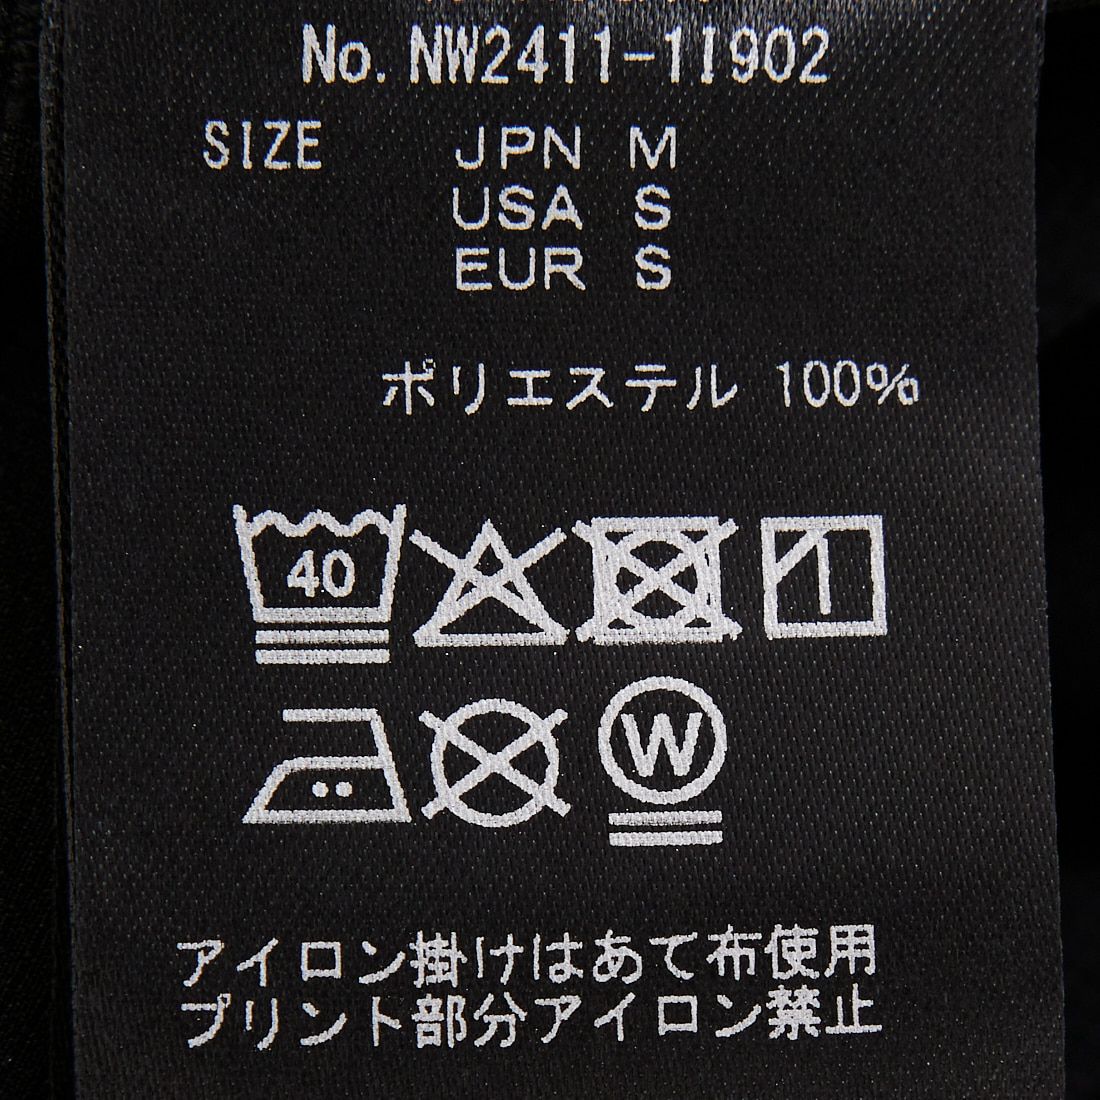 No. NW2411-1I902
SIZE JPN M
USA S
EUR S
ポリエステル 100%
40
W
アイロン掛けはあて布使用
プリント部分アイロン禁止